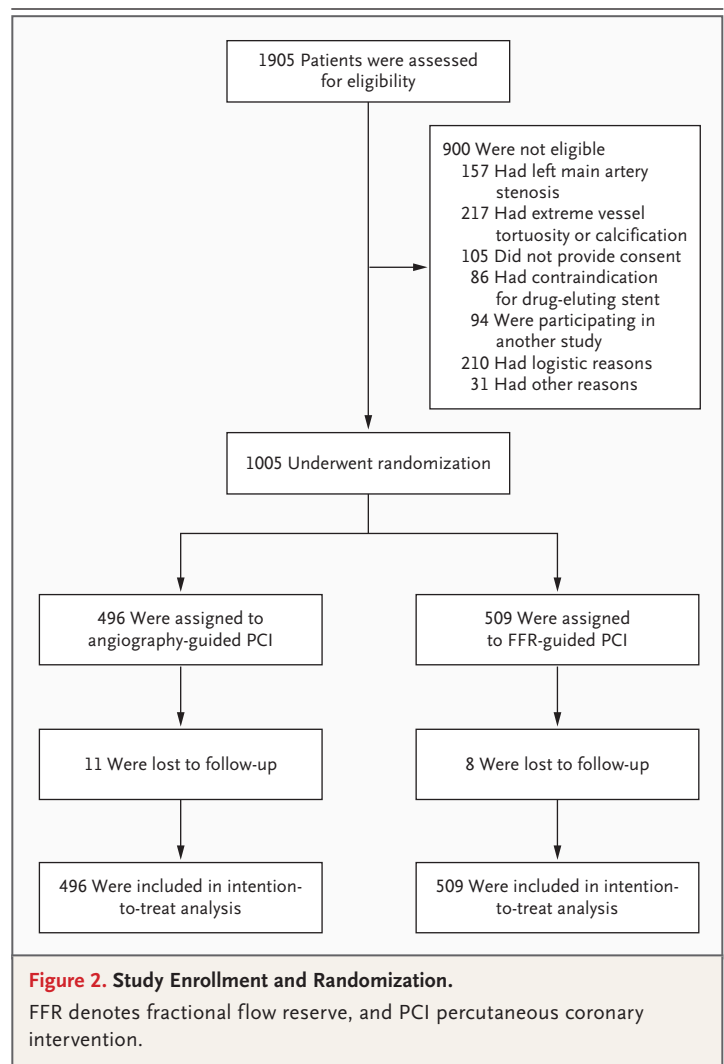 1905 Patients were assessed
for eligibility
900 Were not eligible
157 Had left main artery
stenosis
217 Had extreme vessel
tortuosity or calcification
105 Did not provide consent
86 Had contraindication
for drug-eluting stent
94 Were participating in
another study
210 Had logistic reasons
31 Had other reasons
1005 Underwent randomization
496 Were assigned to
angiography-guided PCI
509 Were assigned
to FFR-guided PCI
11 Were lost to follow-up
8 Were lost to follow-up
496 Were included in intention-
to-treat analysis
509 Were included in intention-
to-treat analysis
Figure 2. Study Enrollment and Randomization.
FFR denotes fractional flow reserve, and PCI percutaneous coronary
intervention.